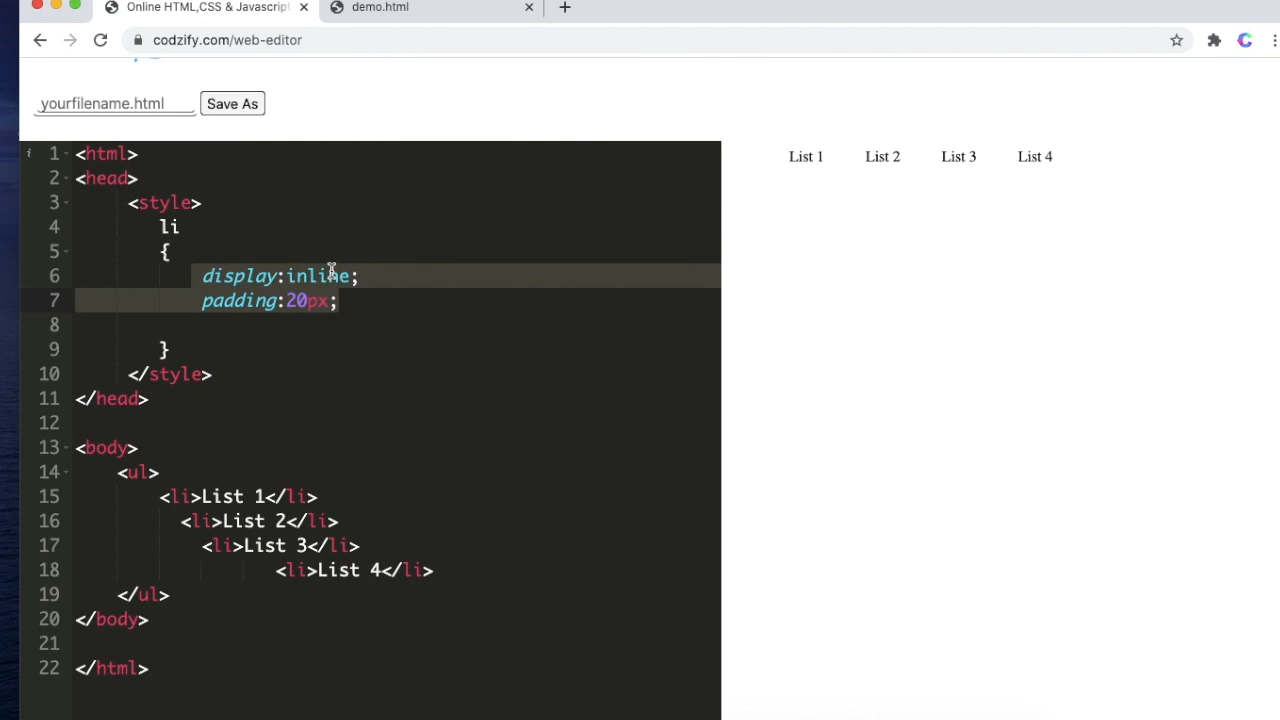 Online HTML,CSS & Javascript
demo.html
codzify.com/web-editor
yourfilename.html Save As
1 <html>
2 <head>
3 <style>
4 li
5 {
6 display:inline;
7 padding:20px;
8
9 }
10 </style>
11 </head>
12
13 <body>
14 <ul>
15 <li>List 1</li>
16 <li>List 2</li>
17 <li>List 3</li>
18 <li>List 4</li>
19 </ul>
20 </body>
21
22 </html>
List 1 List 2 List 3 List 4